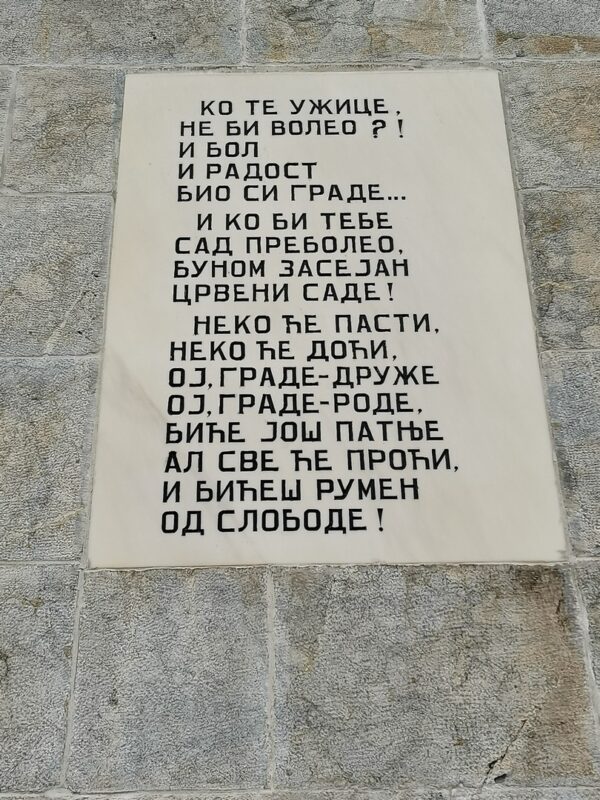 КО ТЕ УЖИЦЕ,
НЕ БИ ВОЛЕО ?!
И БОЛ
И РАДОСТ
БИО СИ ГРАДЕ...
И КО БИ ТЕБЕ
САД ПРЕБОЛЕО,
БУНОМ ЗАСЕЈАН
ЦРВЕНИ САДЕ!
НЕКО ЋЕ ПАСТИ,
НЕКО ЋЕ ДОЋИ,
ОЈ, ГРАДЕ-ДРУЖЕ
ОЈ, ГРАДЕ-РОДЕ,
БИЋЕ ЈОШ ПАТЊЕ
АЛ СВЕ ЋЕ ПРОЋИ,
И БИЋЕШ РУМЕН
ОД СЛОБОДЕ!